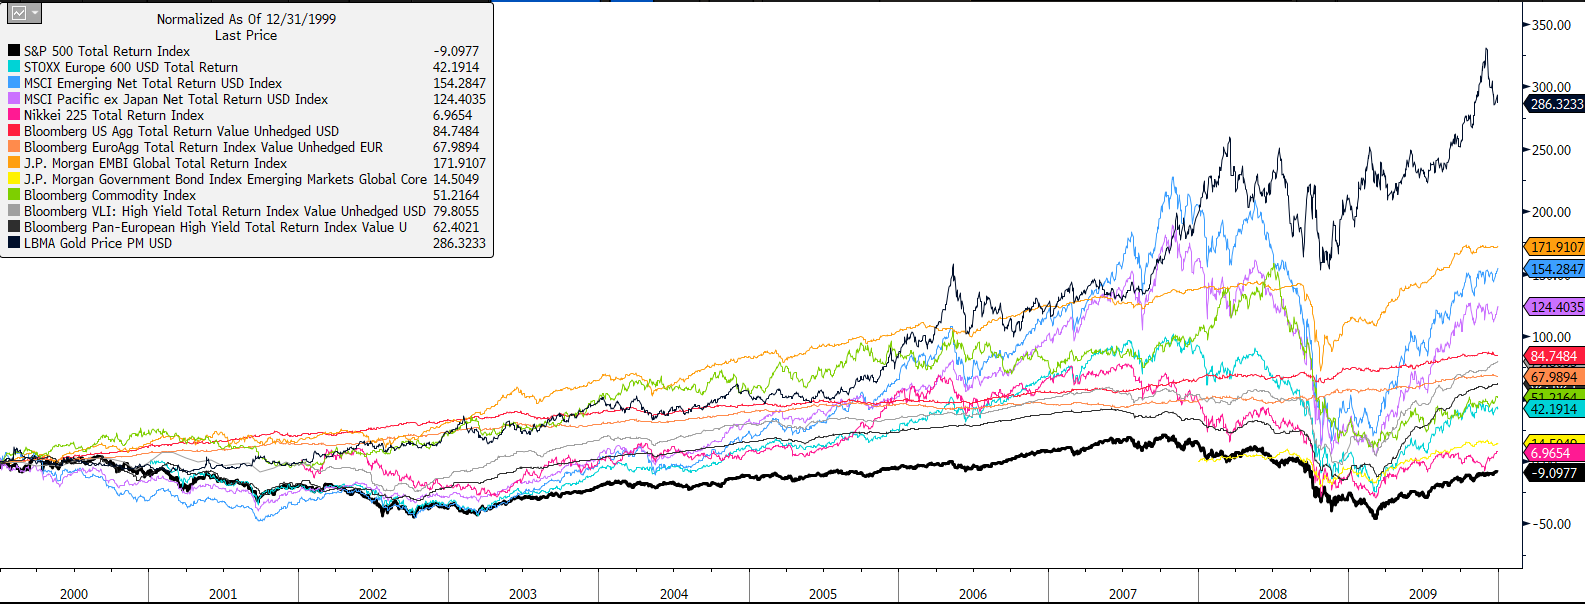 Normalized As Of 12/31/1999
Last Price
S&P 500 Total Return Index -9.0977
STOXX Europe 600 USD Total Return 42.1914
MSCI Emerging Net Total Return USD Index 154.2847
MSCI Pacific ex Japan Net Total Return USD Index 124.4035
Nikkei 225 Total Return Index 6.9654
Bloomberg US Agg Total Return Value Unhedged USD 84.7484
Bloomberg EuroAgg Total Return Index Value Unhedged EUR 67.9894
J.P. Morgan EMBI Global Total Return Index 171.9107
J.P. Morgan Government Bond Index Emerging Markets Global Core 14.5049
Bloomberg Commodity Index 51.2164
Bloomberg VLI: High Yield Total Return Index Value Unhedged USD 79.8055
Bloomberg Pan-European High Yield Total Return Index Value U 62.4021
LBMA Gold Price PM USD 286.3233
350.00
300.00
286.3233
250.00
200.00
171.9107
154.2847
124.4035
100.00
84.7484
67.9894
51.2164
42.1914
14.5049
6.9654
-9.0977
-50.00
2000 2001 2002 2003 2004 2005 2006 2007 2008 2009